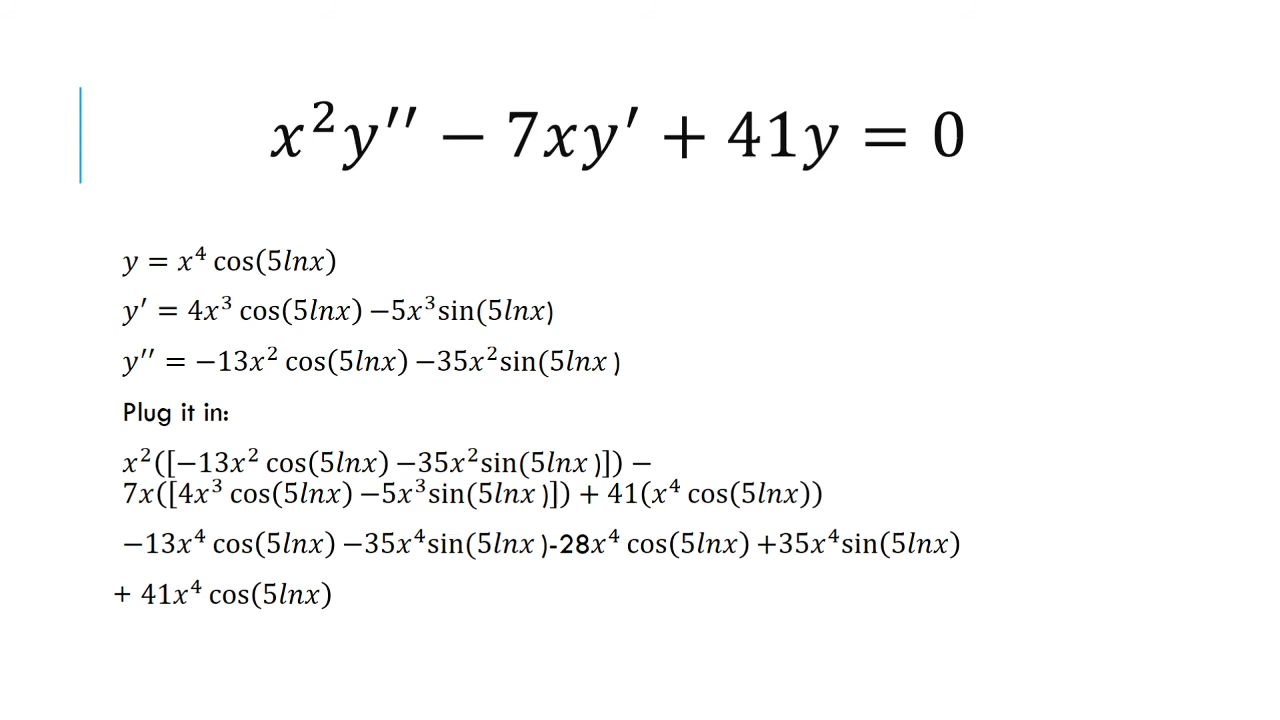 x²y′′ − 7xy′ + 41y = 0
y = x⁴ cos(5lnx)
y′ = 4x³ cos(5lnx) −5x³sin(5lnx)
y′′ = −13x² cos(5lnx) −35x²sin(5lnx )
Plug it in:
x²([−13x² cos(5lnx) −35x²sin(5lnx )]) −
7x([4x³ cos(5lnx) −5x³sin(5lnx )]) + 41(x⁴ cos(5lnx))
−13x⁴ cos(5lnx) −35x⁴sin(5lnx )-28x⁴ cos(5lnx) +35x⁴sin(5lnx)
+ 41x⁴ cos(5lnx)